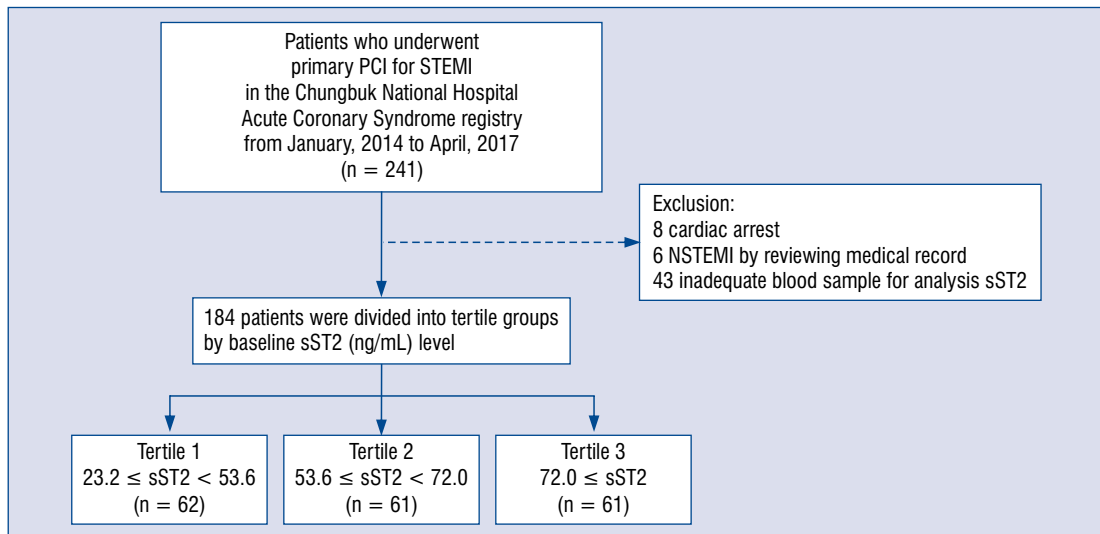 Patients who underwent
primary PCI for STEMI
in the Chungbuk National Hospital
Acute Coronary Syndrome registry
from January, 2014 to April, 2017
(n = 241)
Exclusion:
8 cardiac arrest
6 NSTEMI by reviewing medical record
43 inadequate blood sample for analysis sST2
184 patients were divided into tertile groups
by baseline sST2 (ng/mL) level
Tertile 1
23.2 ≤ sST2 < 53.6
(n = 62)
Tertile 2
53.6 ≤ sST2 < 72.0
(n = 61)
Tertile 3
72.0 ≤ sST2
(n = 61)